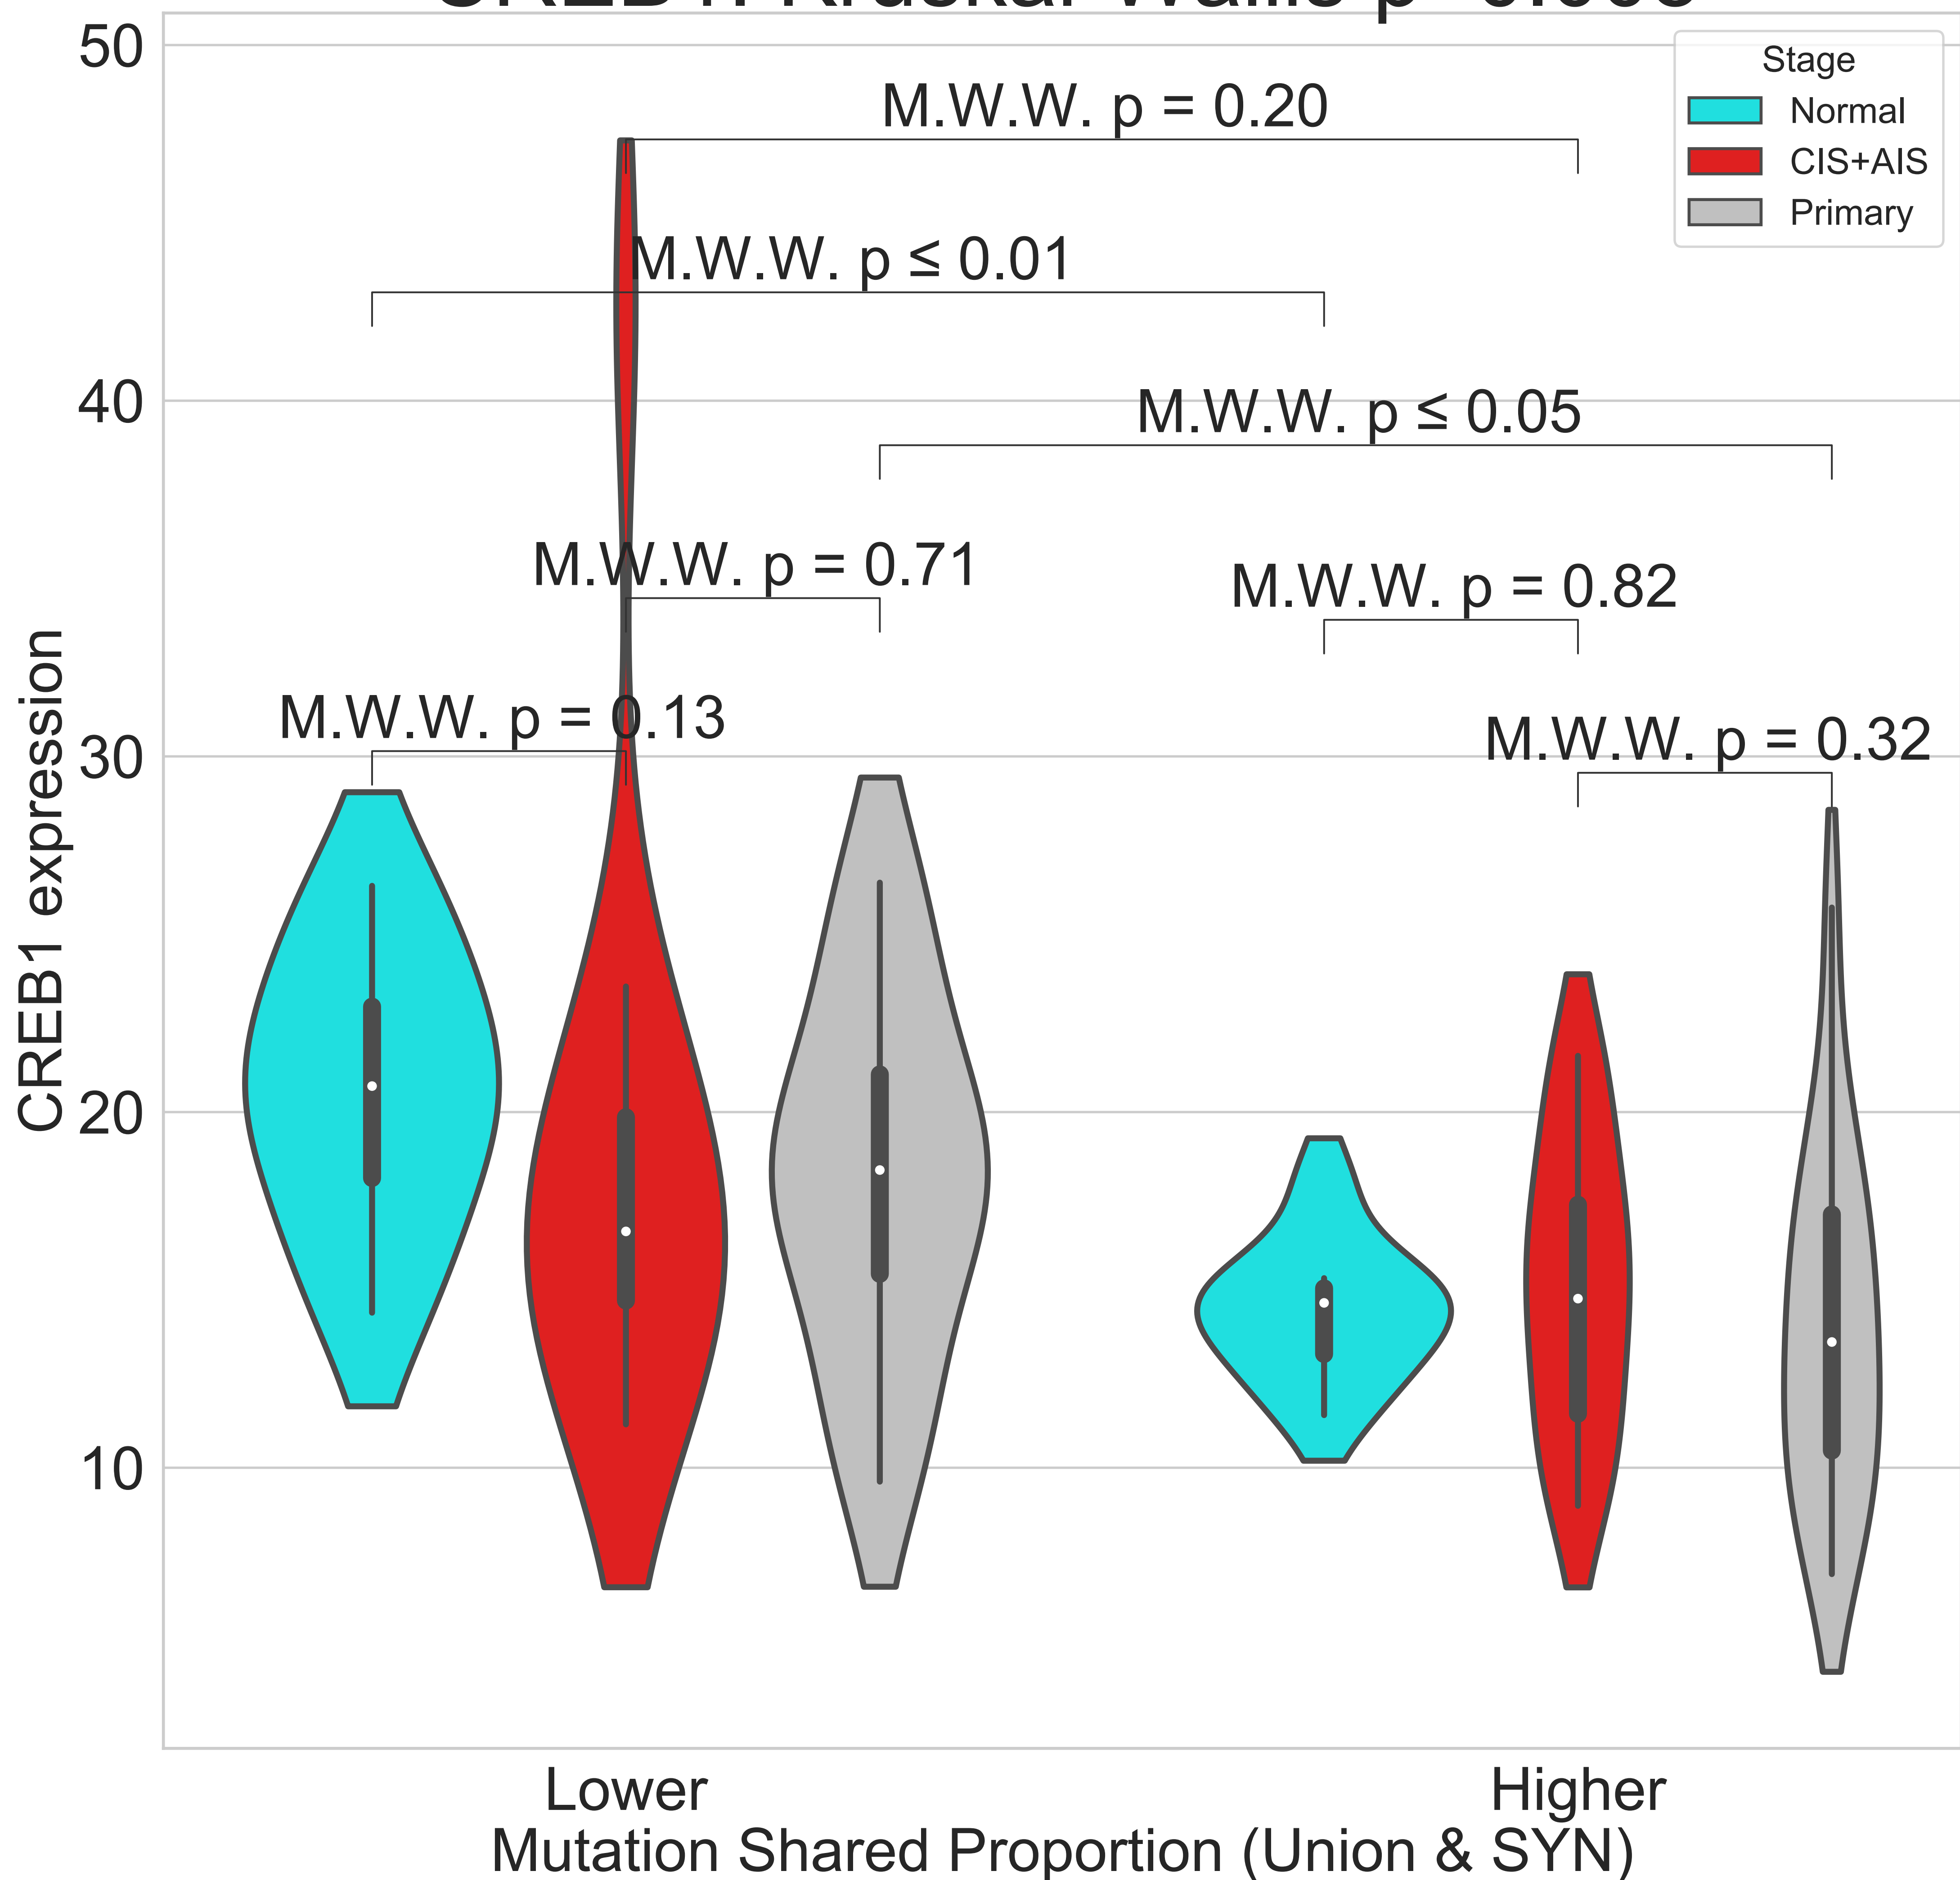 50
40
30
20
10
CREB1 expression
M.W.W. p = 0.20
M.W.W. p ≤ 0.01
M.W.W. p ≤ 0.05
M.W.W. p = 0.71
M.W.W. p = 0.82
M.W.W. p = 0.13
M.W.W. p = 0.32
Stage
Normal
CIS+AIS
Primary
Lower
Higher
Mutation Shared Proportion (Union & SYN)